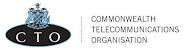 CTO
COMMONWEALTH
TELECOMMUNICATIONS
ORGANISATION